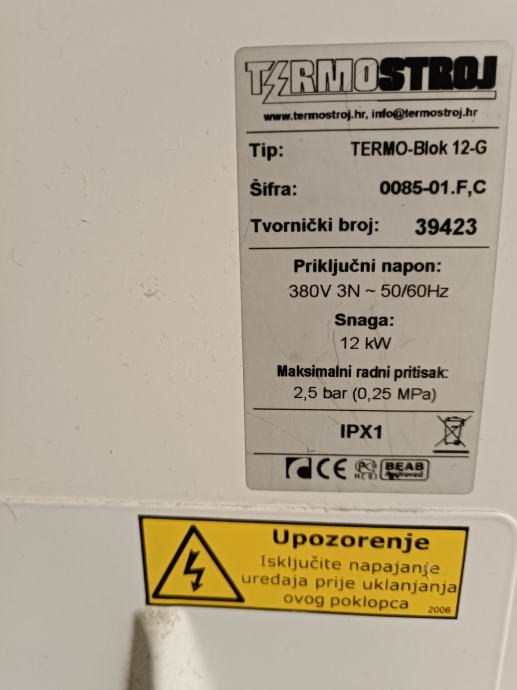 TERMOSTROJ
www.termostroj.hr, info@termostroj.hr
Tip: TERMO-Blok 12-G
Šifra: 0085-01.F,C
Tvornički broj: 39423
Priključni napon:
380V 3N ~ 50/60Hz
Snaga:
12 kW
Maksimalni radni pritisak:
2,5 bar (0,25 MPa)
IPX1
CE PC BEAB
Approved
Upozorenje
Isključite napajanje
uređaja prije uklanjanja
ovog poklopca
2006